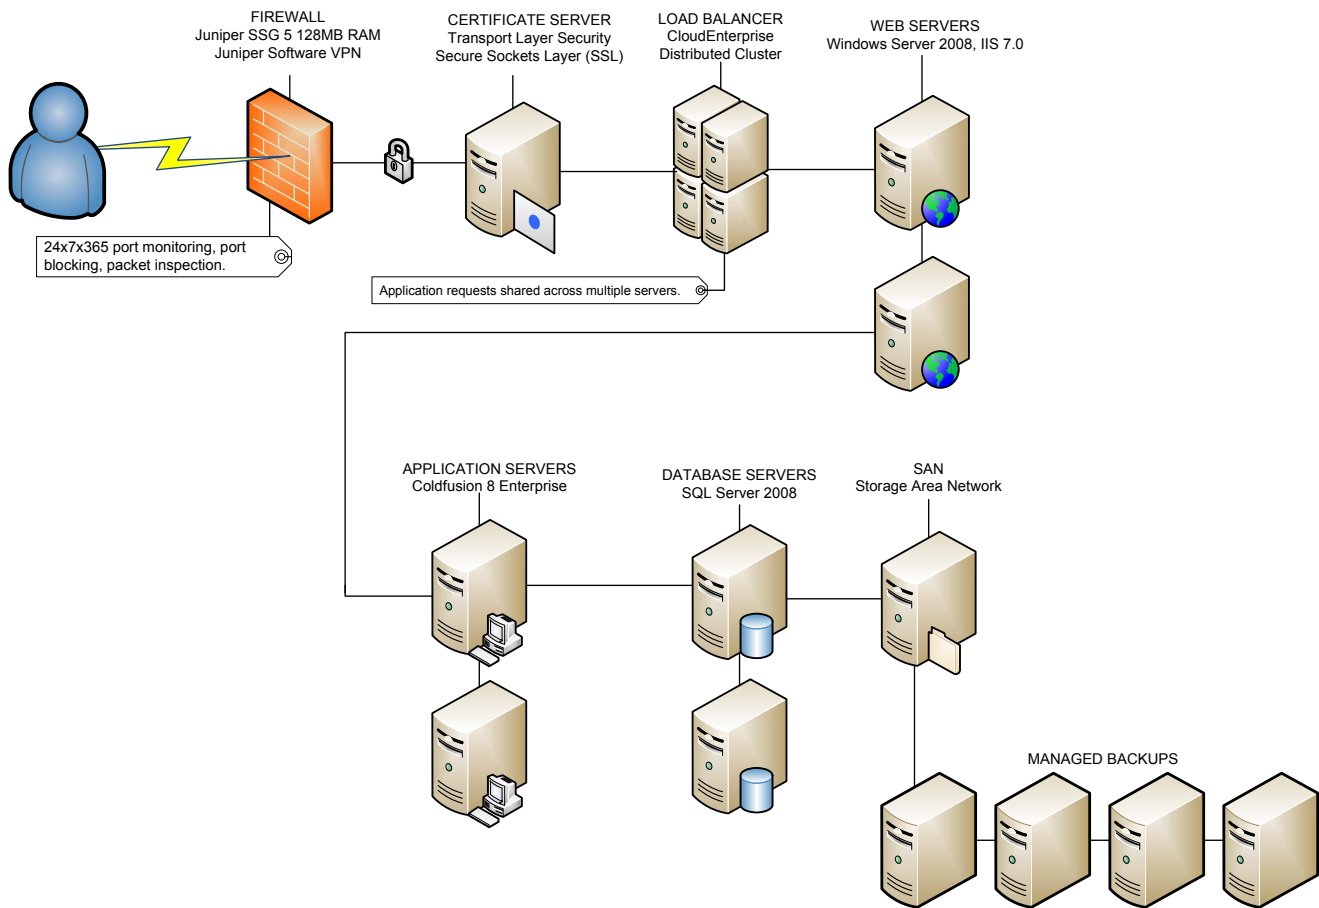 FIREWALL
Juniper SSG 5 128MB RAM
Juniper Software VPN
CERTIFICATE SERVER
Transport Layer Security
Secure Sockets Layer (SSL)
LOAD BALANCER
CloudEnterprise
Distributed Cluster
WEB SERVERS
Windows Server 2008, IIS 7.0
24x7x365 port monitoring, port
blocking, packet inspection.
Application requests shared across multiple servers.
APPLICATION SERVERS
Coldfusion 8 Enterprise
DATABASE SERVERS
SQL Server 2008
SAN
Storage Area Network
MANAGED BACKUPS